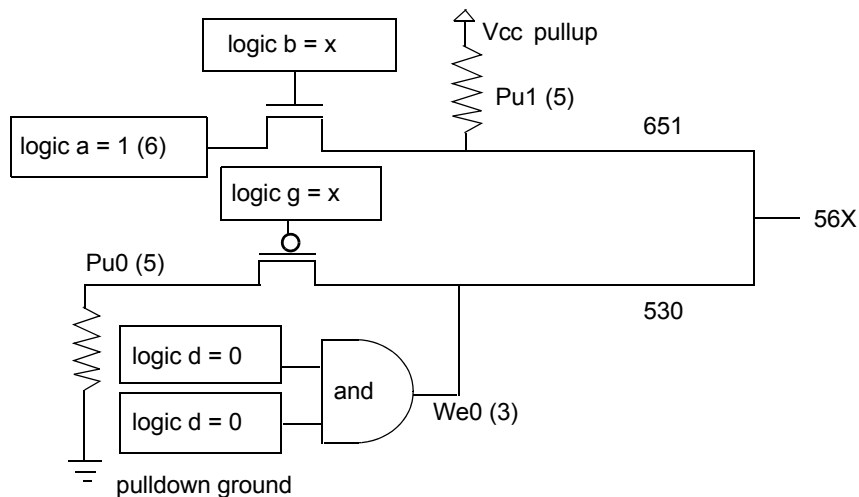 logic b = x
Vcc pullup
Pu1 (5)
651
logic a = 1 (6)
logic g = x
56X
Pu0 (5)
530
logic d = 0
and
We0 (3)
logic d = 0
pulldown ground